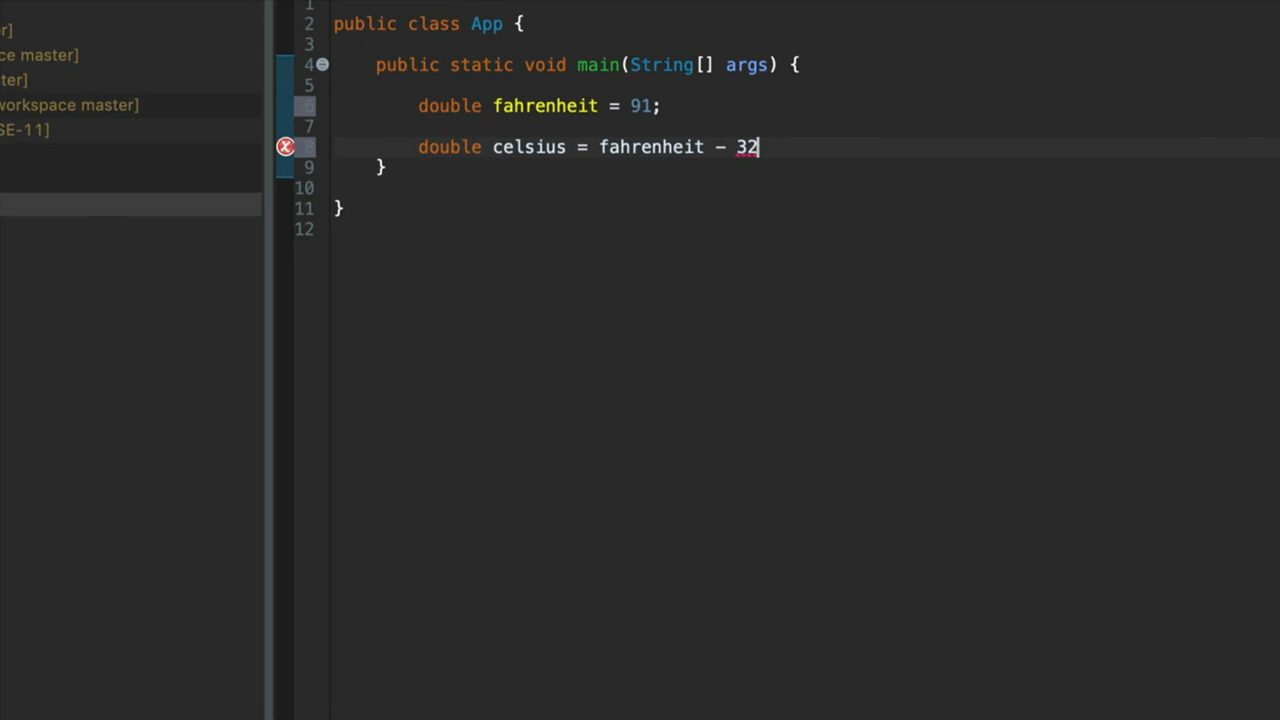 r]
ce master]
ter]
workspace master]
SE-11]
1
2 public class App {
3
4 public static void main(String[] args) {
5
6 double fahrenheit = 91;
7
8 double celsius = fahrenheit - 32
9 }
10
11 }
12